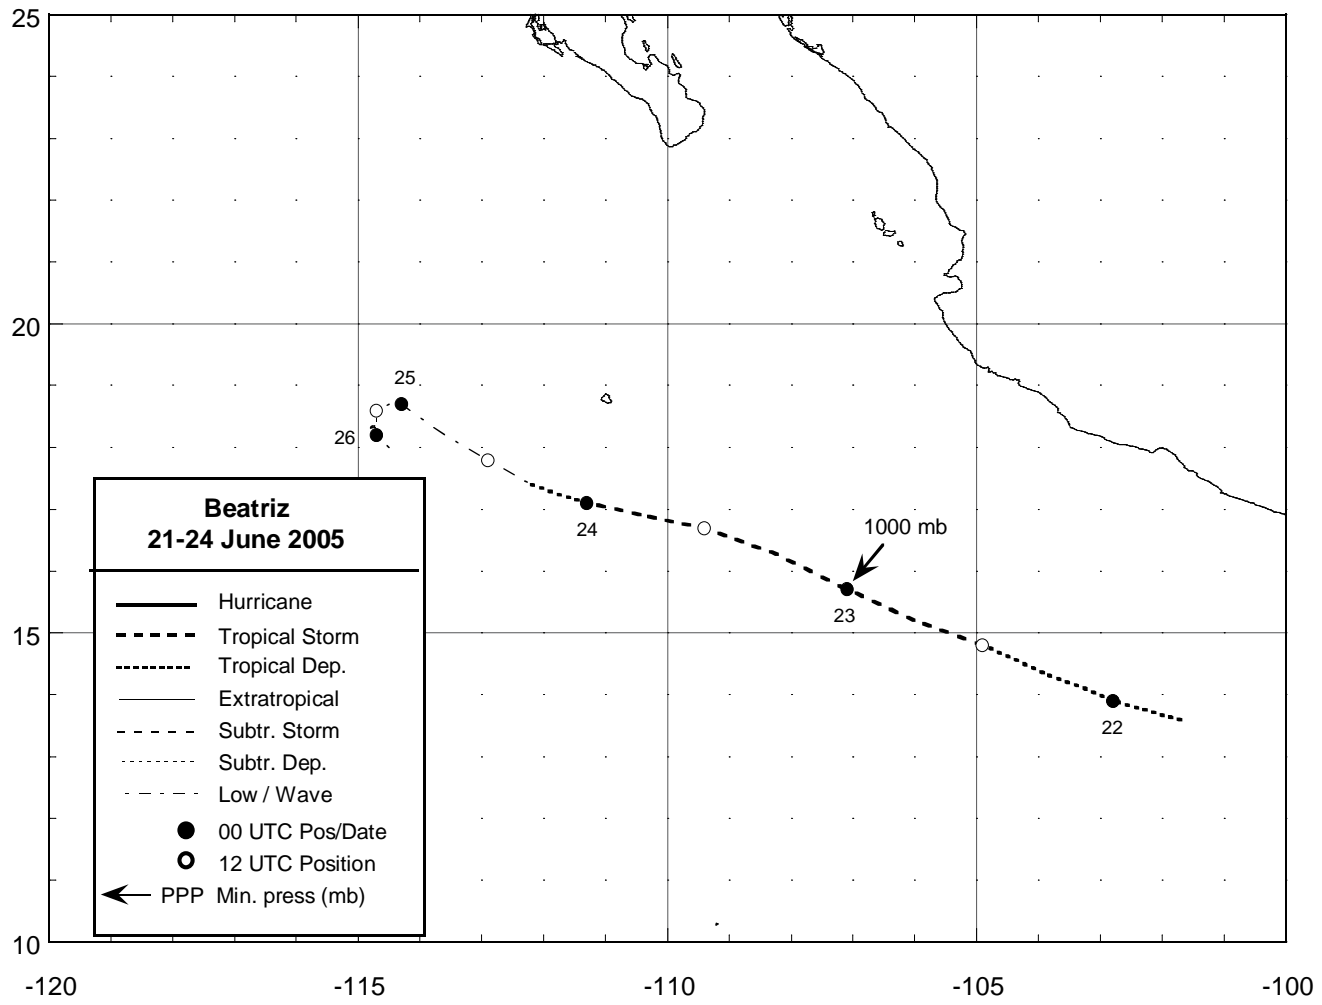 25
20
25
26
24
1000 mb
23
15
22
Beatriz
21-24 June 2005
Hurricane
Tropical Storm
Tropical Dep.
Extratropical
Subtr. Storm
Subtr. Dep.
Low / Wave
00 UTC Pos/Date
12 UTC Position
PPP Min. press (mb)
10
-120 -115 -110 -105 -100